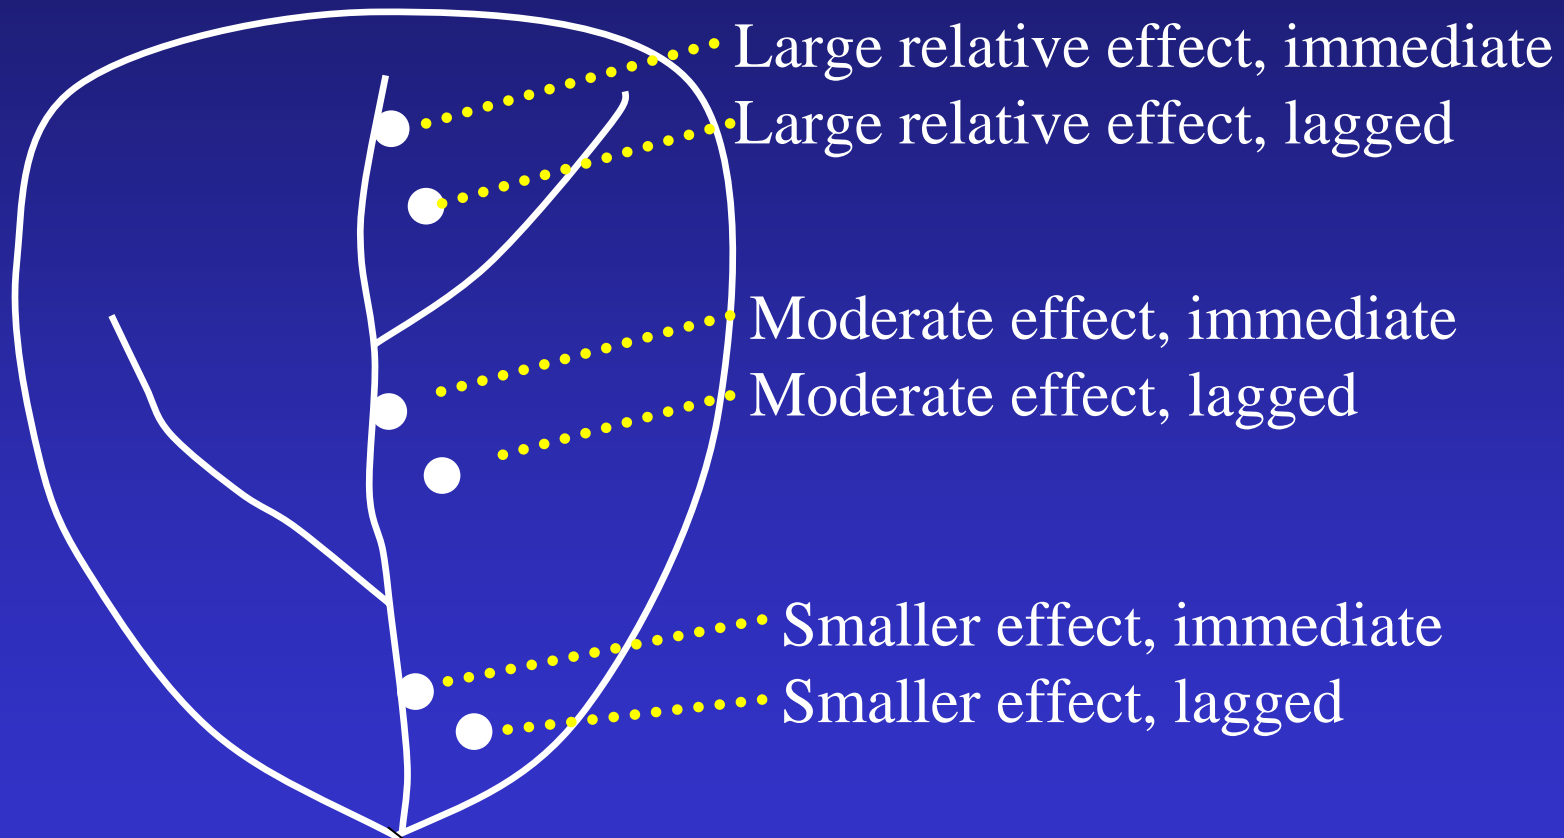 Large relative effect, immediate
Large relative effect, lagged
Moderate effect, immediate
Moderate effect, lagged
Smaller effect, immediate
Smaller effect, lagged